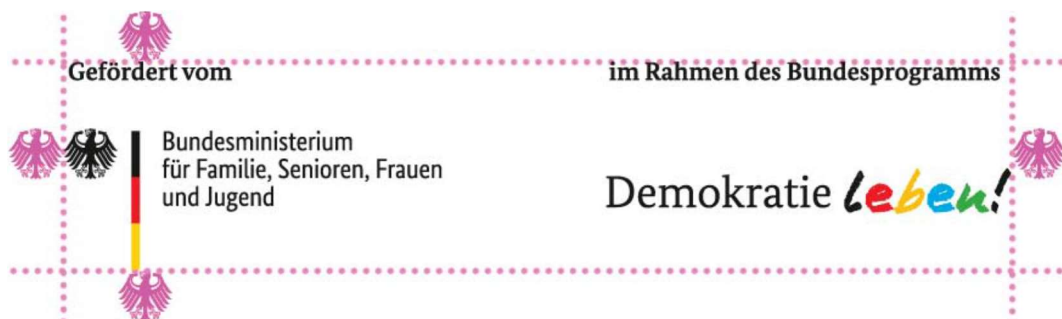 Gefördert vom
im Rahmen des Bundesprogramms
Bundesministerium
für Familie, Senioren, Frauen
und Jugend
Demokratie leben!